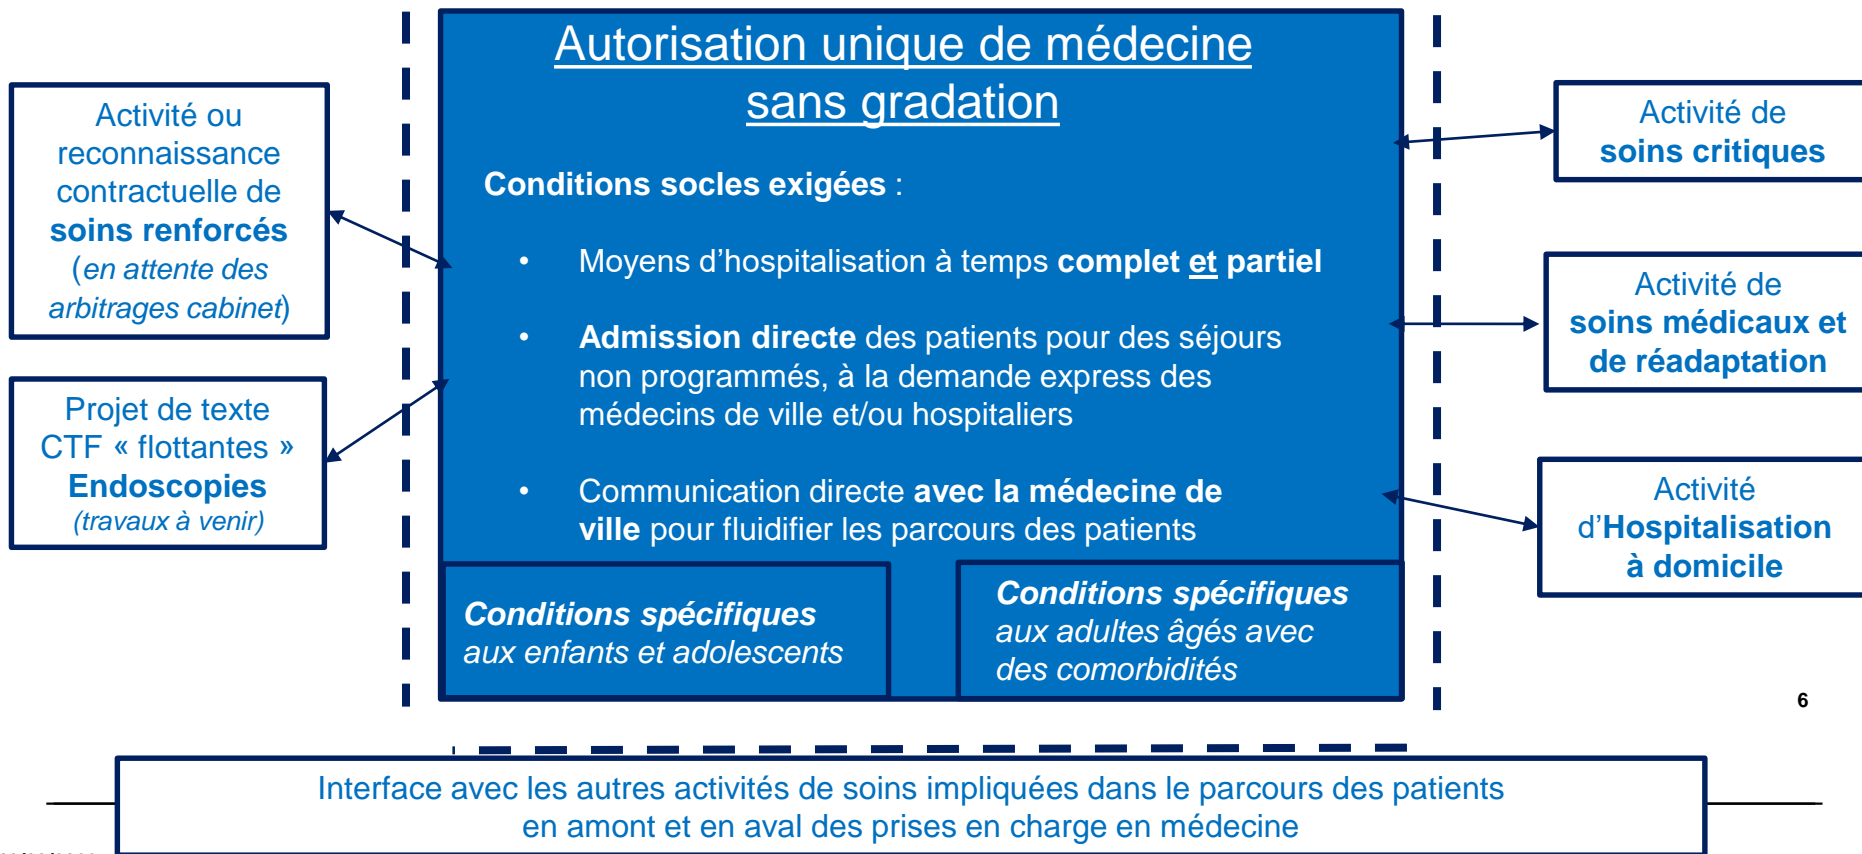 Autorisation unique de médecine
sans gradation
Conditions socles exigées :
• Moyens d’hospitalisation à temps complet et partiel
• Admission directe des patients pour des séjours
non programmés, à la demande express des
médecins de ville et/ou hospitaliers
• Communication directe avec la médecine de
ville pour fluidifier les parcours des patients
Conditions spécifiques
aux enfants et adolescents
Conditions spécifiques
aux adultes âgés avec
des comorbidités
Activité ou
reconnaissance
contractuelle de
soins renforcés
(en attente des
arbitrages cabinet)
Projet de texte
CTF « flottantes »
Endoscopies
(travaux à venir)
Activité de
soins critiques
Activité de
soins médicaux et
de réadaptation
Activité
d’Hospitalisation
à domicile
6
Interface avec les autres activités de soins impliquées dans le parcours des patients
en amont et en aval des prises en charge en médecine